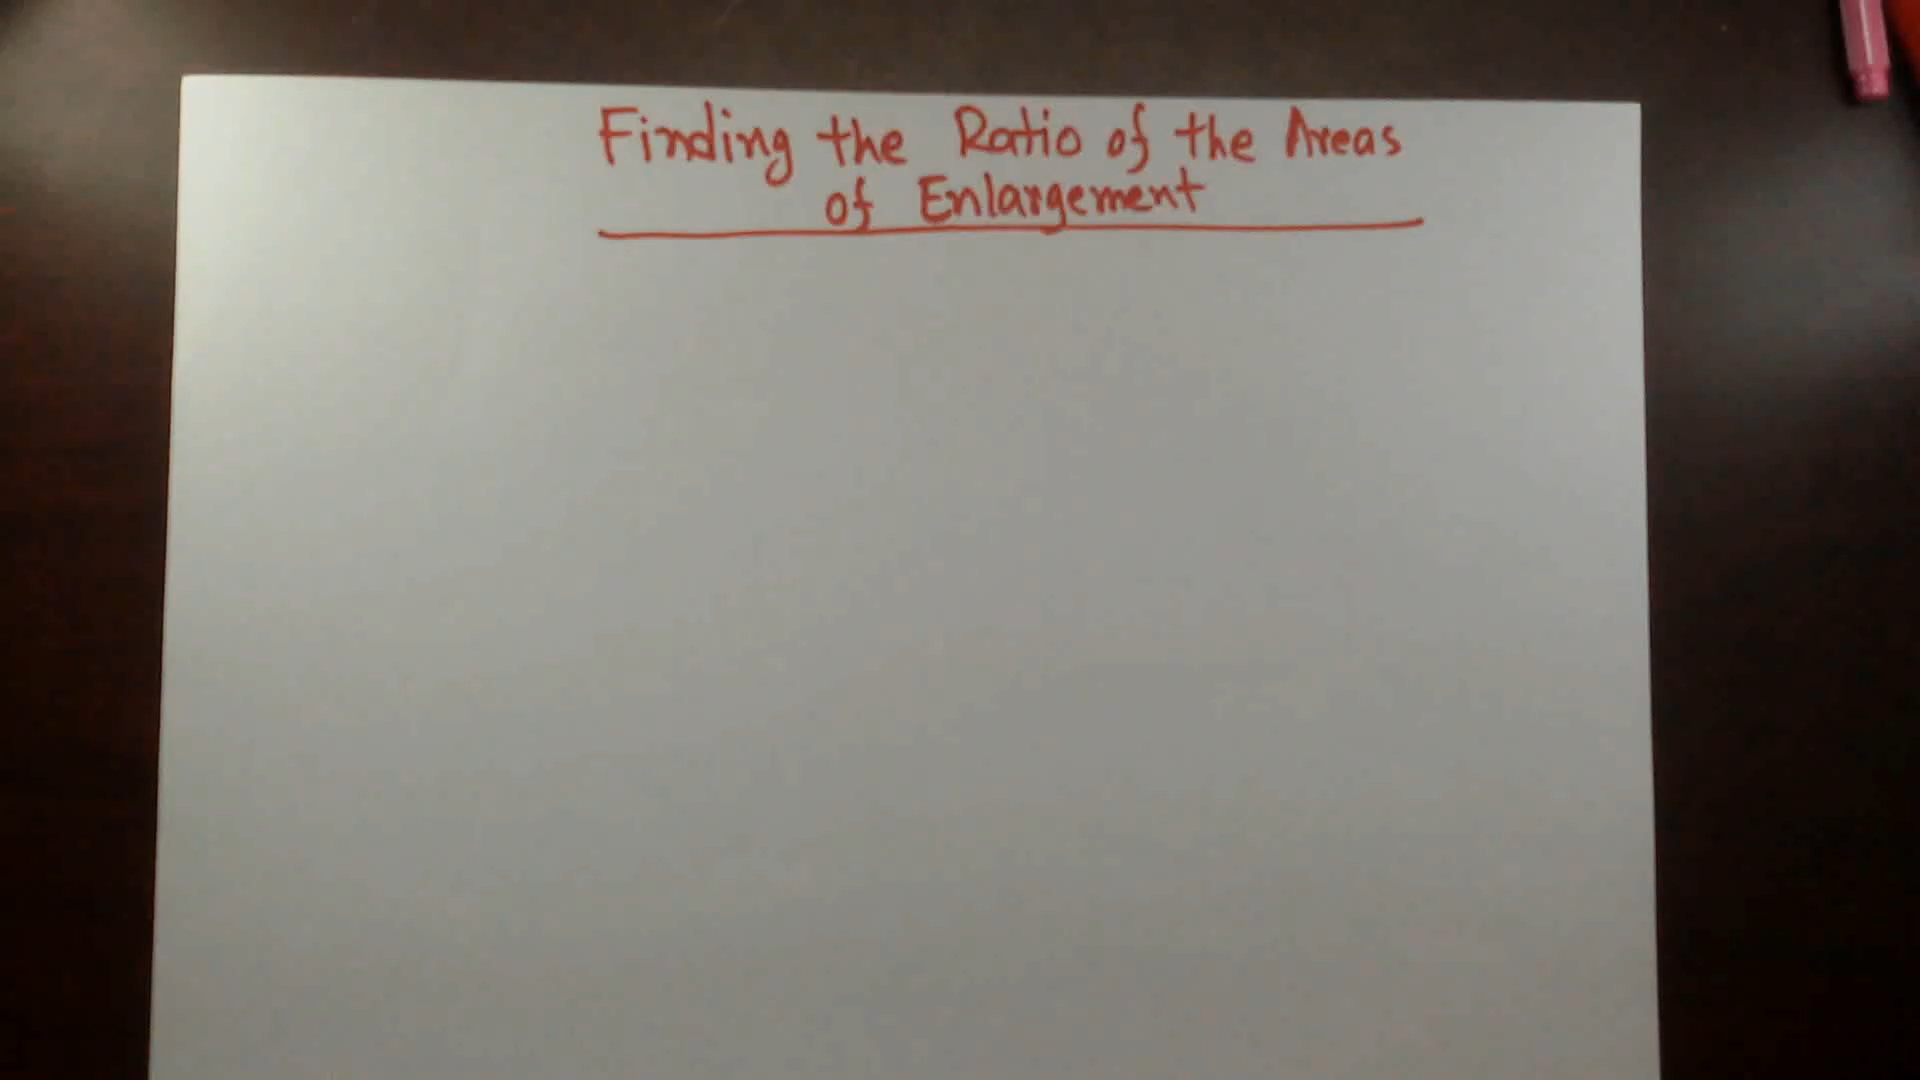 Finding the Ratio of the Areas
of Enlargement